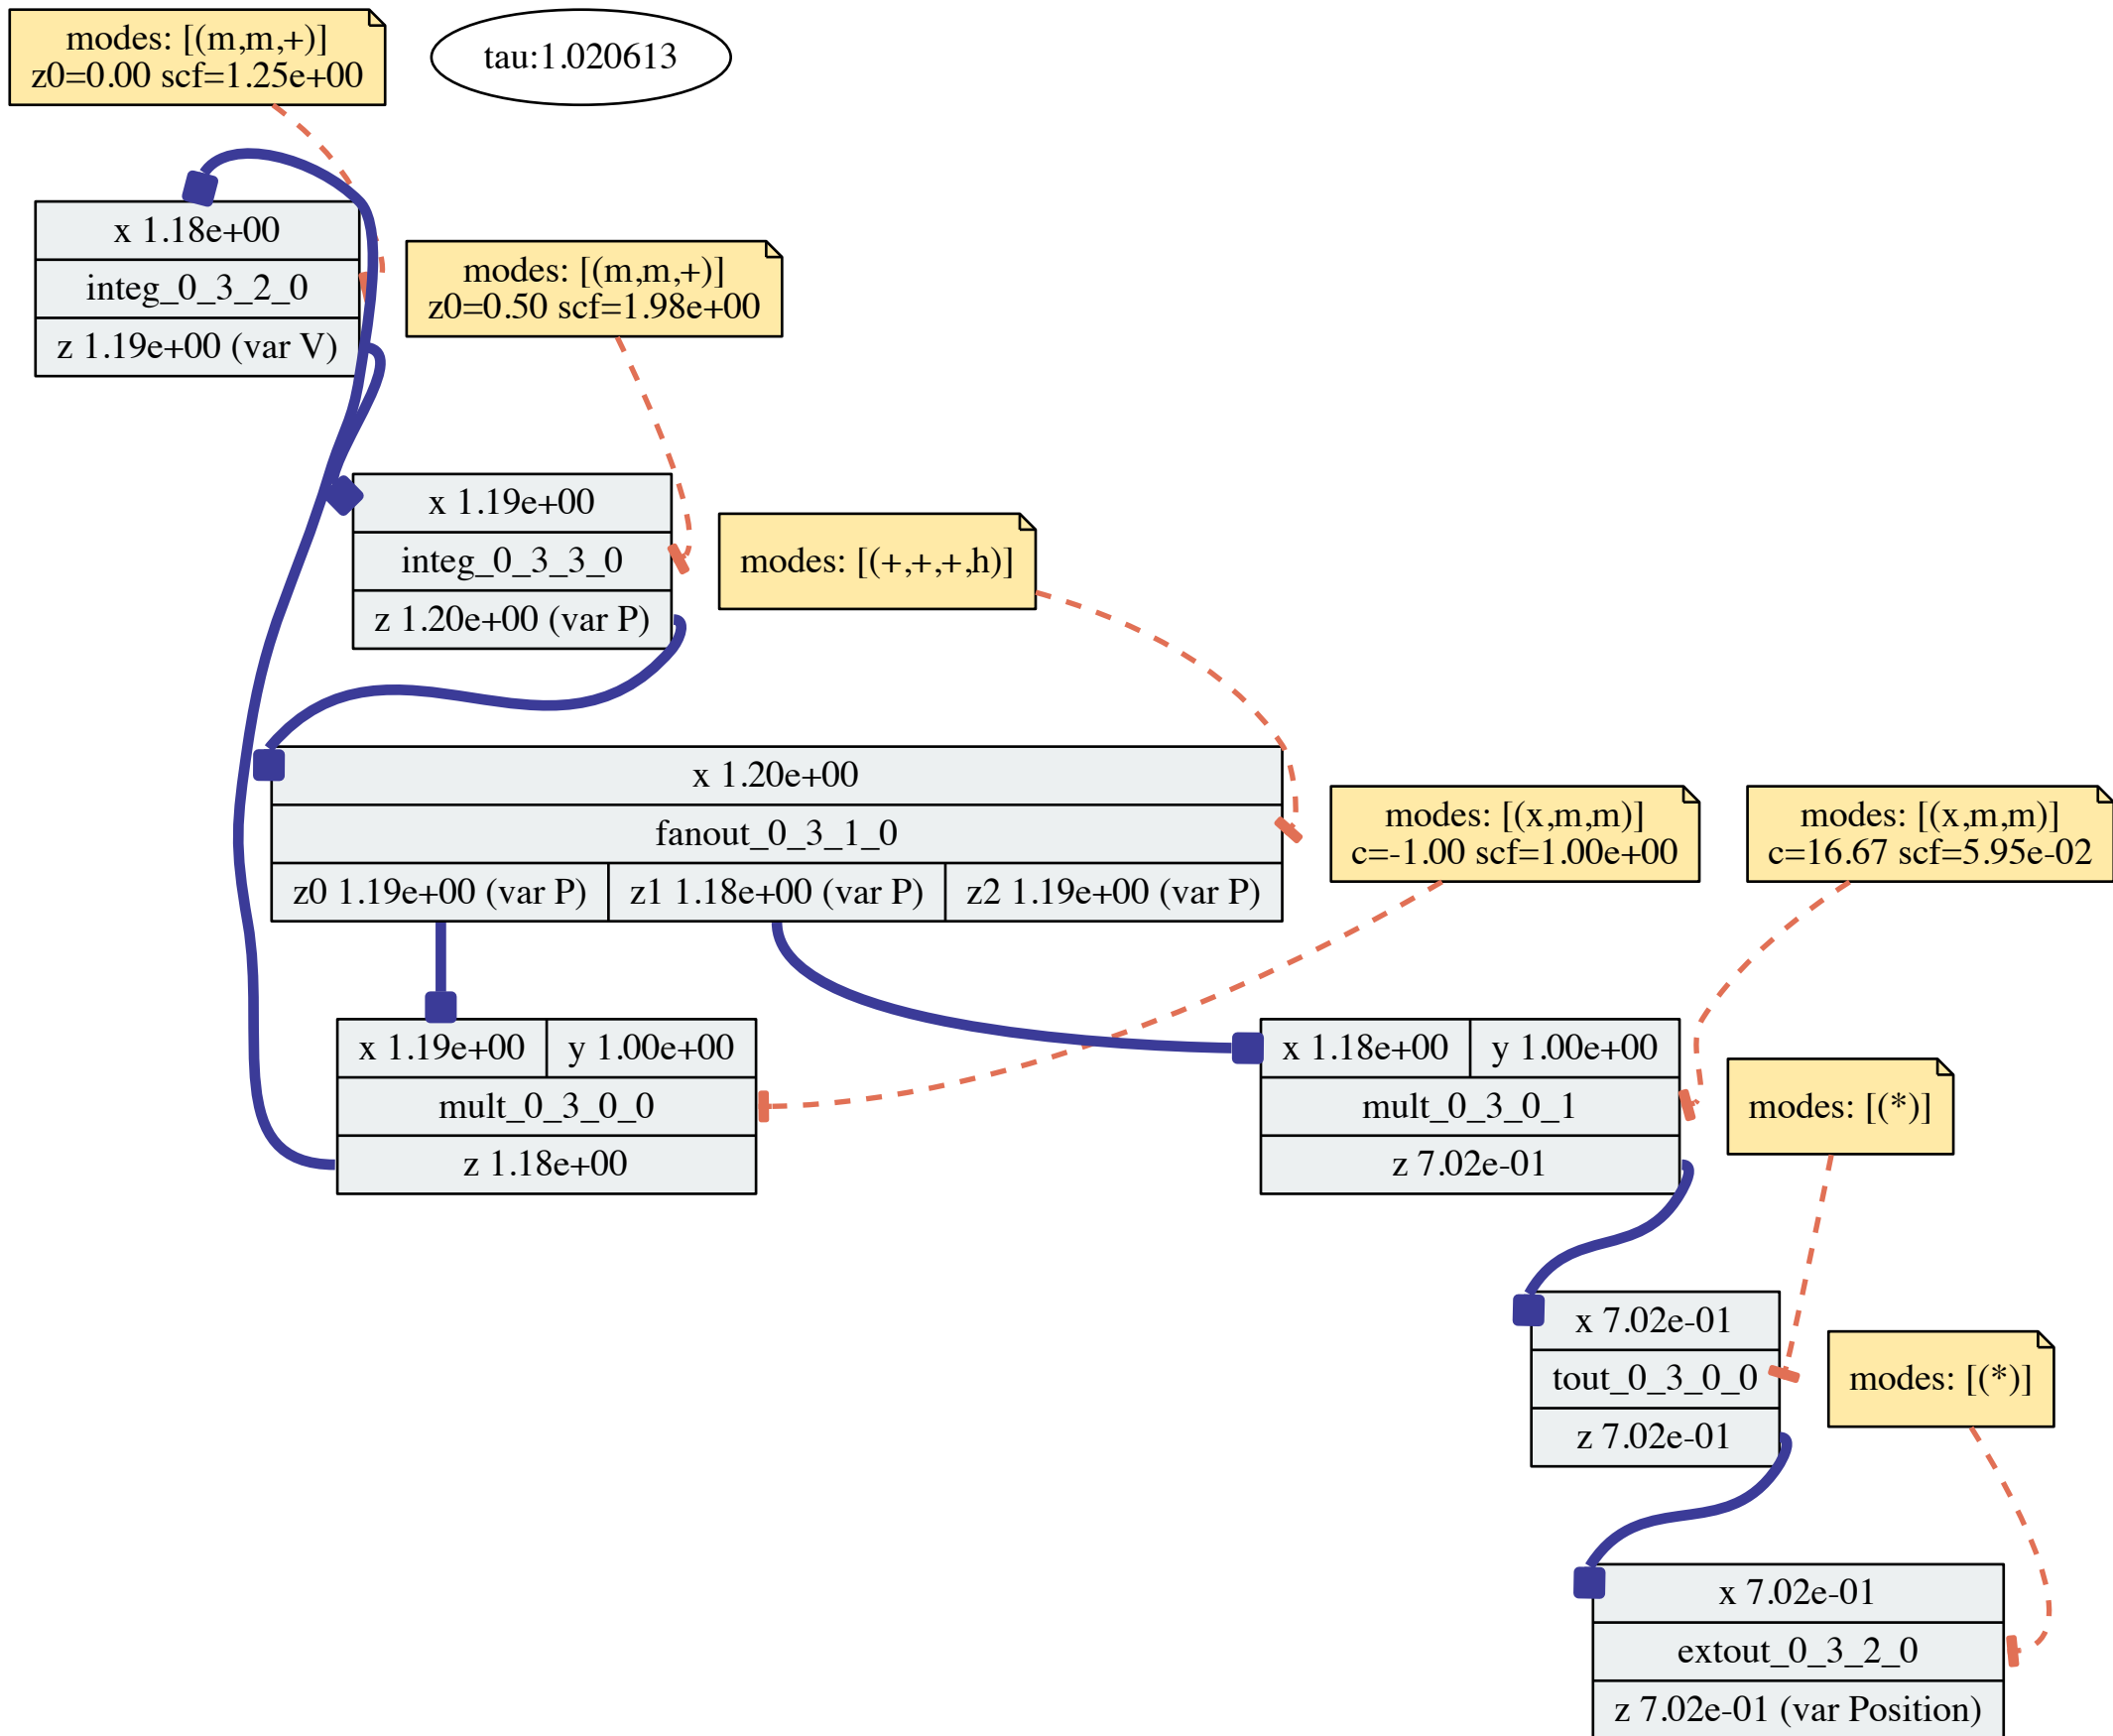 modes: [(m,m,+)]
z0=0.00 scf=1.25e+00
tau:1.020613
x 1.18e+00
integ_0_3_2_0
z 1.19e+00 (var V)
modes: [(m,m,+)]
z0=0.50 scf=1.98e+00
x 1.19e+00
integ_0_3_3_0
z 1.20e+00 (var P)
modes: [(+,+,+,h)]
x 1.20e+00
fanout_0_3_1_0
z0 1.19e+00 (var P)
z1 1.18e+00 (var P)
z2 1.19e+00 (var P)
modes: [(x,m,m)]
c=-1.00 scf=1.00e+00
modes: [(x,m,m)]
c=16.67 scf=5.95e-02
x 1.19e+00
y 1.00e+00
mult_0_3_0_0
z 1.18e+00
x 1.18e+00
y 1.00e+00
mult_0_3_0_1
z 7.02e-01
modes: [(*)]
x 7.02e-01
tout_0_3_0_0
z 7.02e-01
modes: [(*)]
x 7.02e-01
extout_0_3_2_0
z 7.02e-01 (var Position)